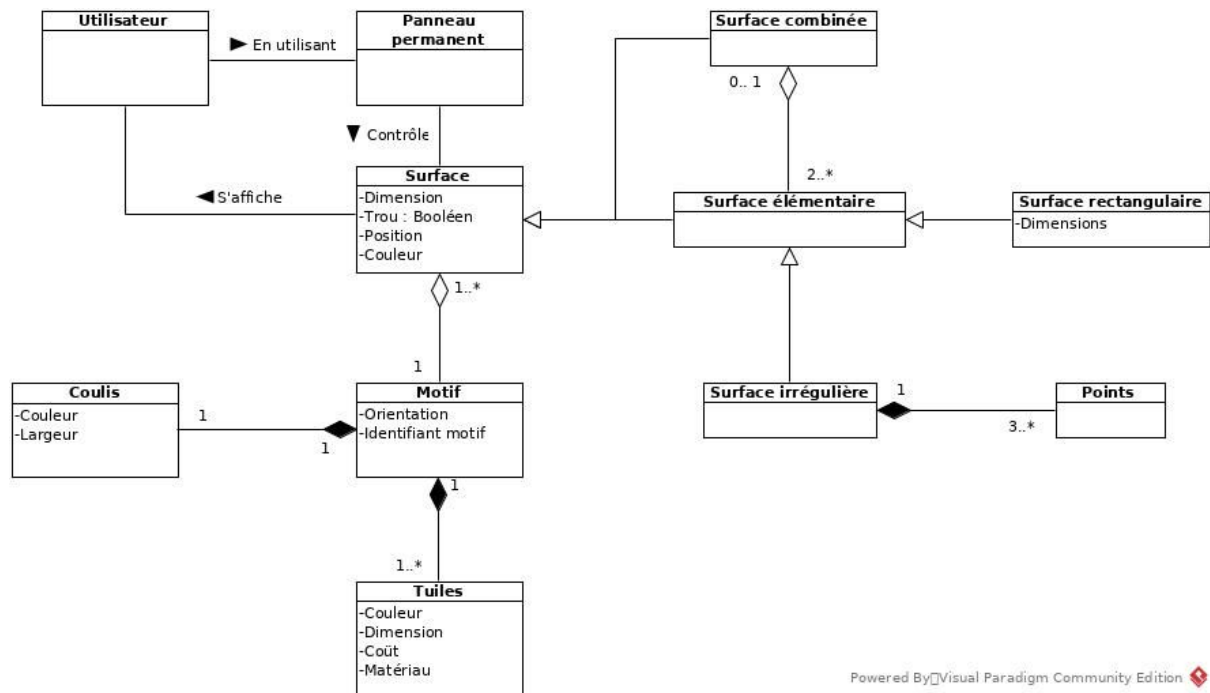 Utilisateur
Panneau
permanent
En utilisant
Surface combinée
0.. 1
Contrôle
2..*
S'affiche
Surface
-Dimension
-Trou : Booléen
-Position
-Couleur
Surface élémentaire
Surface rectangulaire
-Dimensions
1..*
1
Coulis
-Couleur
-Largeur
1
1
Motif
-Orientation
-Identifiant motif
1
Surface irrégulière
1
3..*
Points
1..*
Tuiles
-Couleur
-Dimension
-Coüt
-Matériau
Powered By▯Visual Paradigm Community Edition